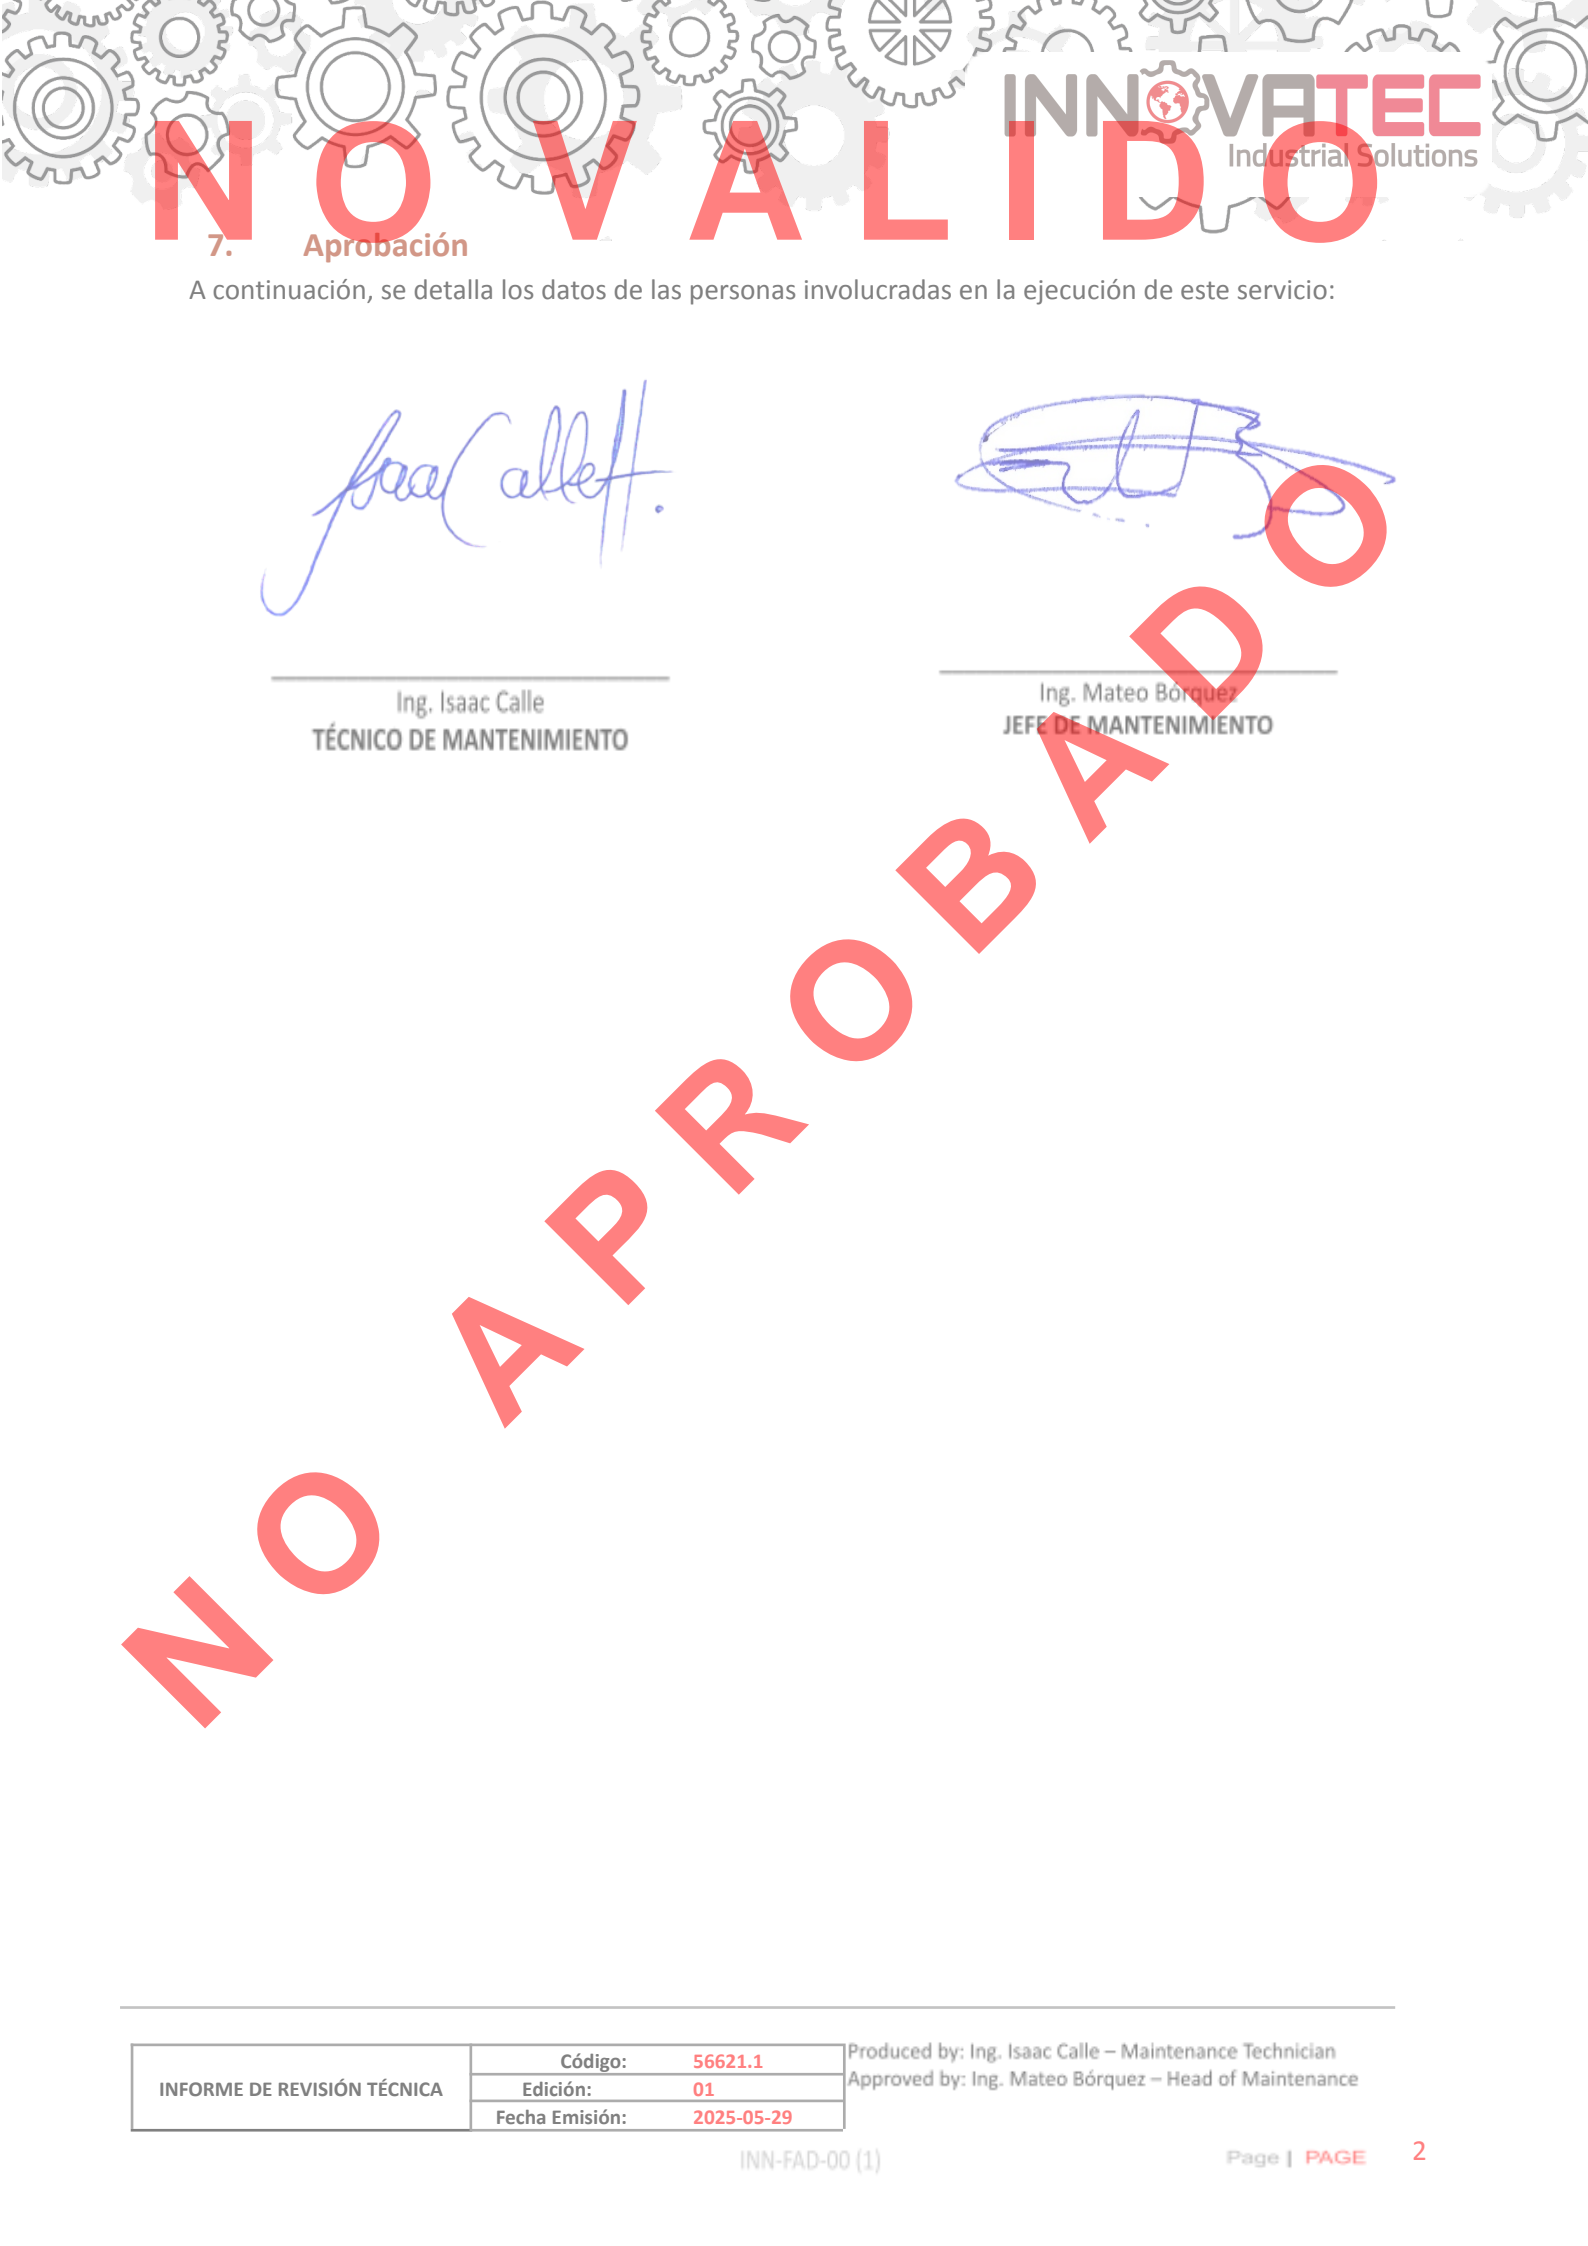 INNOVATEC
Industrial Solutions
NO VALIDO
7. Aprobación
A continuación, se detalla los datos de las personas involucradas en la ejecución de este servicio:
Isaac Calle H.
Ing. Isaac Calle
TÉCNICO DE MANTENIMIENTO
Ing. Mateo Bórquez
JEFE DE MANTENIMIENTO
NO APROBADO
INFORME DE REVISIÓN TÉCNICA
Código: 56621.1
Edición: 01
Fecha Emisión: 2025-05-29
Produced by: Ing. Isaac Calle – Maintenance Technician
Approved by: Ing. Mateo Bórquez – Head of Maintenance
INN-FAD-00 (1)
Page | PAGE 2